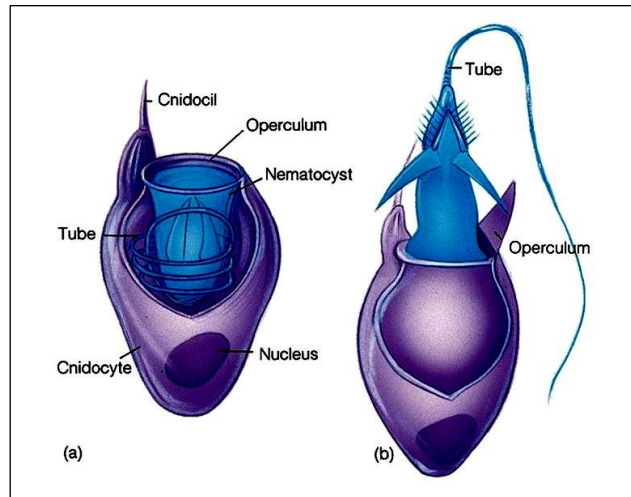 Cnidocil
Operculum
Nematocyst
Tube
Cnidocyte
Nucleus
(a)
Tube
Operculum
(b)